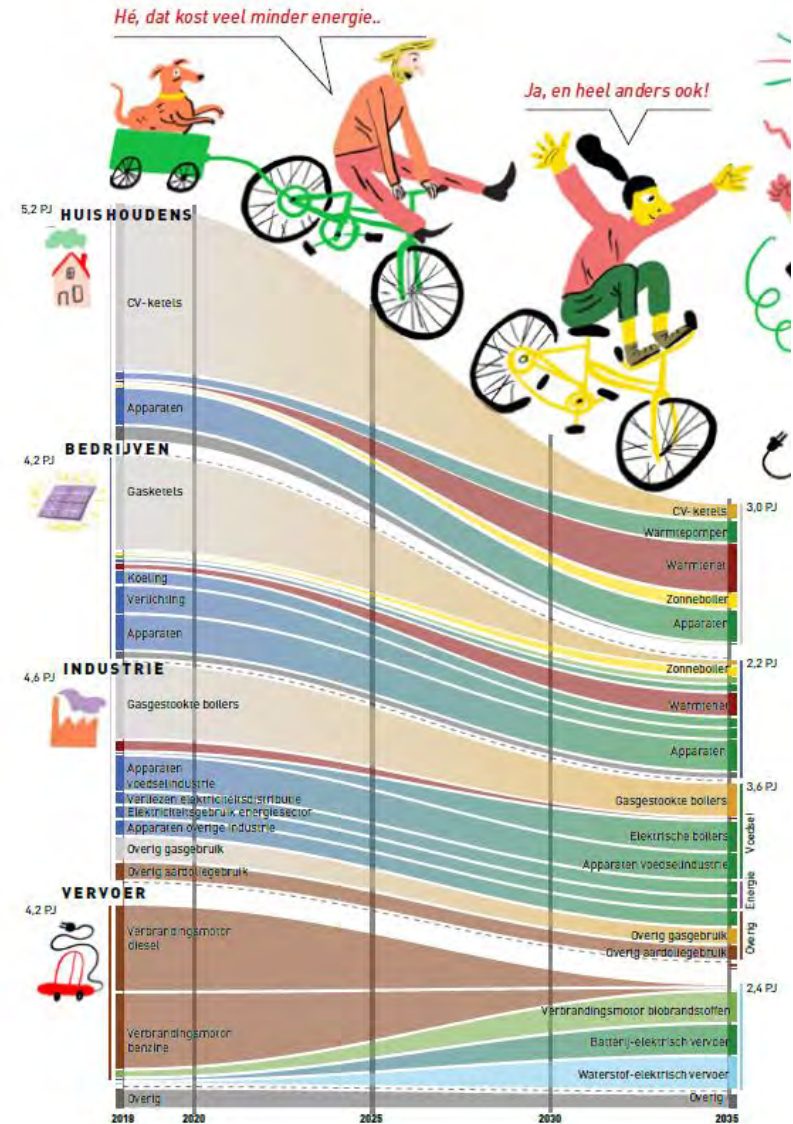 Hé, dat kost veel minder energie..
Ja, en heel anders ook!
5,2 PJ HUISHOUDENS
CV-ketels
Apparaten
4,2 PJ BEDRIJVEN
Gasketels
Koeling
Verlichting
Apparaten
4,6 PJ INDUSTRIE
Gasgestookte boilers
Apparaten
voedselindustrie
Verliezen elektriciteitsdistributie
Elektriciteitsgebruik energiesector
Apparaten overige industrie
Overig gasgebruik
Overig aardoliegebruik
4,2 PJ VERVOER
Verbrandingsmotor
diesel
Verbrandingsmotor
benzine
Overig
CV-ketels 3,0 PJ
Warmtepompen
Warmtenet
Zonneboiler
Apparaten
Zonneboiler 2,2 PJ
Warmtenet
Apparaten
3,6 PJ
Gasgestookte boilers
Elektrische boilers
Apparaten voedselindustrie
Voedsel
Energie
Overig
Overig gasgebruik
Overig aardoliegebruik
2,4 PJ
Verbrandingsmotor biobrandstoffen
Batterij-elektrisch vervoer
Waterstof-elektrisch vervoer
Overig
2018 2020 2025 2030 2035